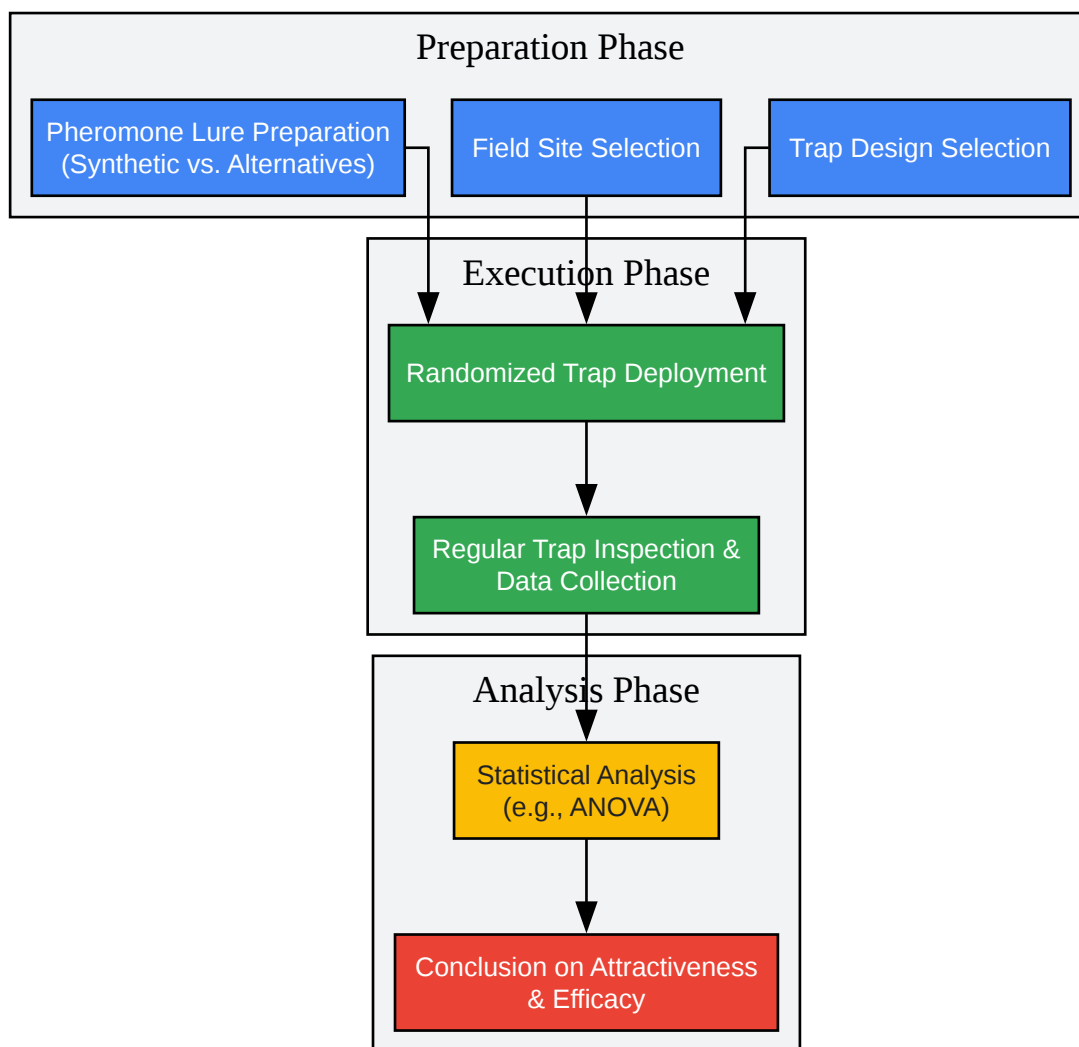 Preparation Phase
Pheromone Lure Preparation
(Synthetic vs. Alternatives)
Field Site Selection
Trap Design Selection
Execution Phase
Randomized Trap Deployment
Regular Trap Inspection &
Data Collection
Analysis Phase
Statistical Analysis
(e.g., ANOVA)
Conclusion on Attractiveness
& Efficacy